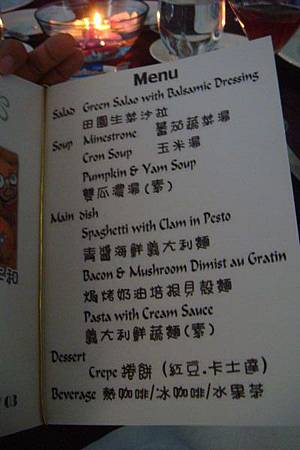 Menu
Salad Green Salao with Balsamic Dressing
田園生菜沙拉
Soup Minestrone 蕃茄蔬菜湯
Cron Soup 玉米湯
Pumpkin & Yam Soup
雙瓜濃湯(素)
Main dish
Spaghetti with Clam in Pesto
青醬海鮮義大利麵
Bacon & Mushroom Dimist au Gratin
焗烤奶油培根貝殼麵
Pasta with Cream Sauce
義大利鮮蔬麵(素)
Dessert
Crepe 捲餅 (紅豆.卡士達)
Beverage 熱咖啡/冰咖啡/水果茶
/ 03